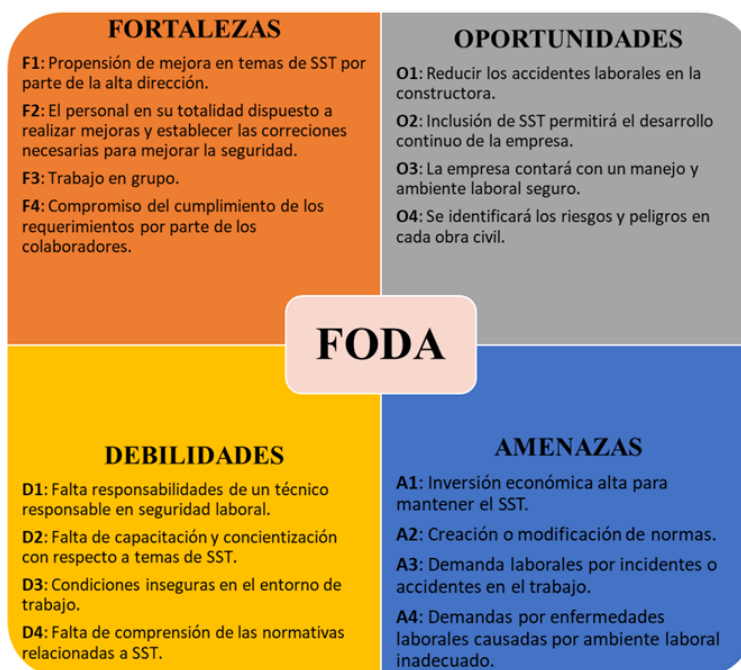 FORTALEZAS
F1: Propensión de mejora en temas de SST por
parte de la alta dirección.
F2: El personal en su totalidad dispuesto a
realizar mejoras y establecer las correciones
necesarias para mejorar la seguridad.
F3: Trabajo en grupo.
F4: Compromiso del cumplimiento de los
requerimientos por parte de los
colaboradores.
OPORTUNIDADES
O1: Reducir los accidentes laborales en la
constructora.
O2: Inclusión de SST permitirá el desarrollo
continuo de la empresa.
O3: La empresa contará con un manejo y
ambiente laboral seguro.
O4: Se identificará los riesgos y peligros en
cada obra civil.
FODA
DEBILIDADES
D1: Falta responsabilidades de un técnico
responsable en seguridad laboral.
D2: Falta de capacitación y concientización
con respecto a temas de SST.
D3: Condiciones inseguras en el entorno de
trabajo.
D4: Falta de comprensión de las normativas
relacionadas a SST.
AMENAZAS
A1: Inversión económica alta para
mantener el SST.
A2: Creación o modificación de normas.
A3: Demanda laborales por incidentes o
accidentes en el trabajo.
A4: Demandas por enfermedades
laborales causadas por ambiente laboral
inadecuado.